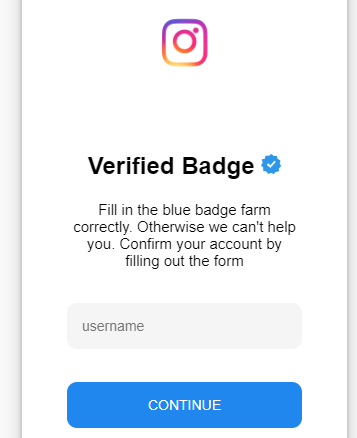 Verified Badge
Fill in the blue badge farm
correctly. Otherwise we can't help
you. Confirm your account by
filling out the form
username
CONTINUE